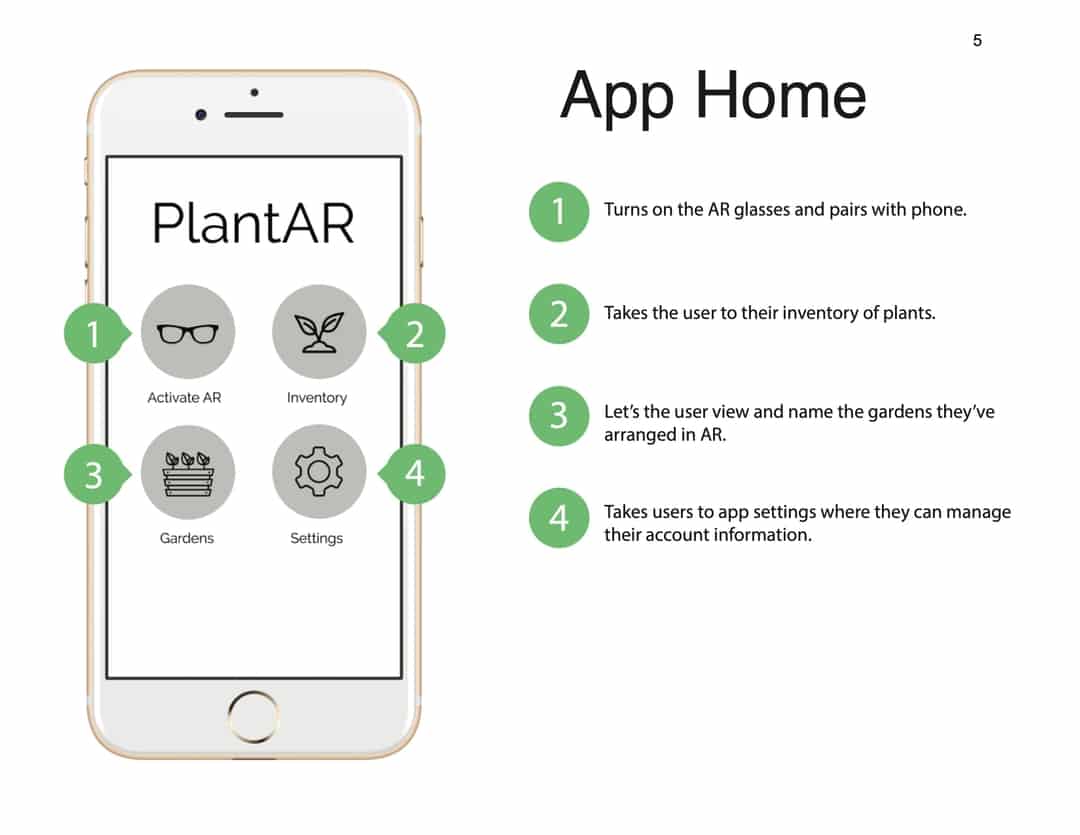 5
App Home
PlantAR
1
2
Activate AR
Inventory
3
4
Gardens
Settings
1
Turns on the AR glasses and pairs with phone.
2
Takes the user to their inventory of plants.
3
Let’s the user view and name the gardens they’ve
arranged in AR.
4
Takes users to app settings where they can manage
their account information.